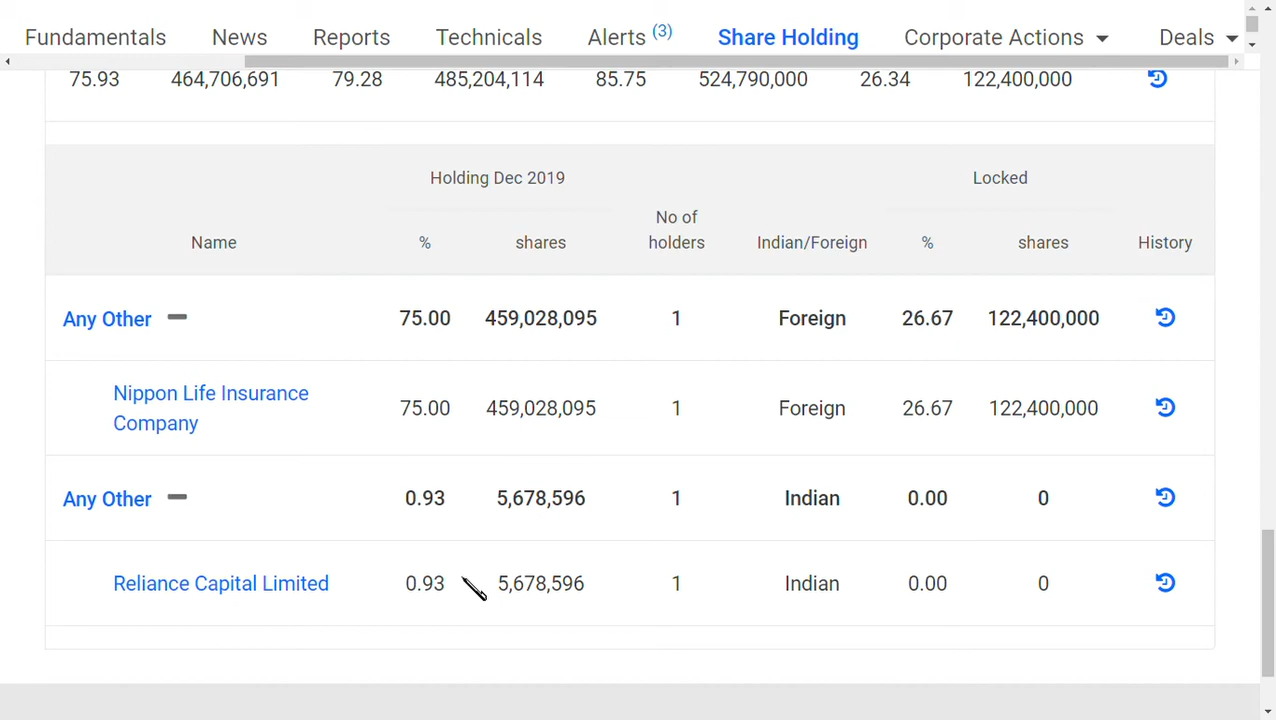 Fundamentals News Reports Technicals Alerts (3) Share Holding Corporate Actions Deals
75.93 464,706,691 79.28 485,204,114 85.75 524,790,000 26.34 122,400,000
Holding Dec 2019 Locked
Name % shares No of holders Indian/Foreign % shares History
Any Other 75.00 459,028,095 1 Foreign 26.67 122,400,000
Nippon Life Insurance Company 75.00 459,028,095 1 Foreign 26.67 122,400,000
Any Other 0.93 5,678,596 1 Indian 0.00 0
Reliance Capital Limited 0.93 5,678,596 1 Indian 0.00 0